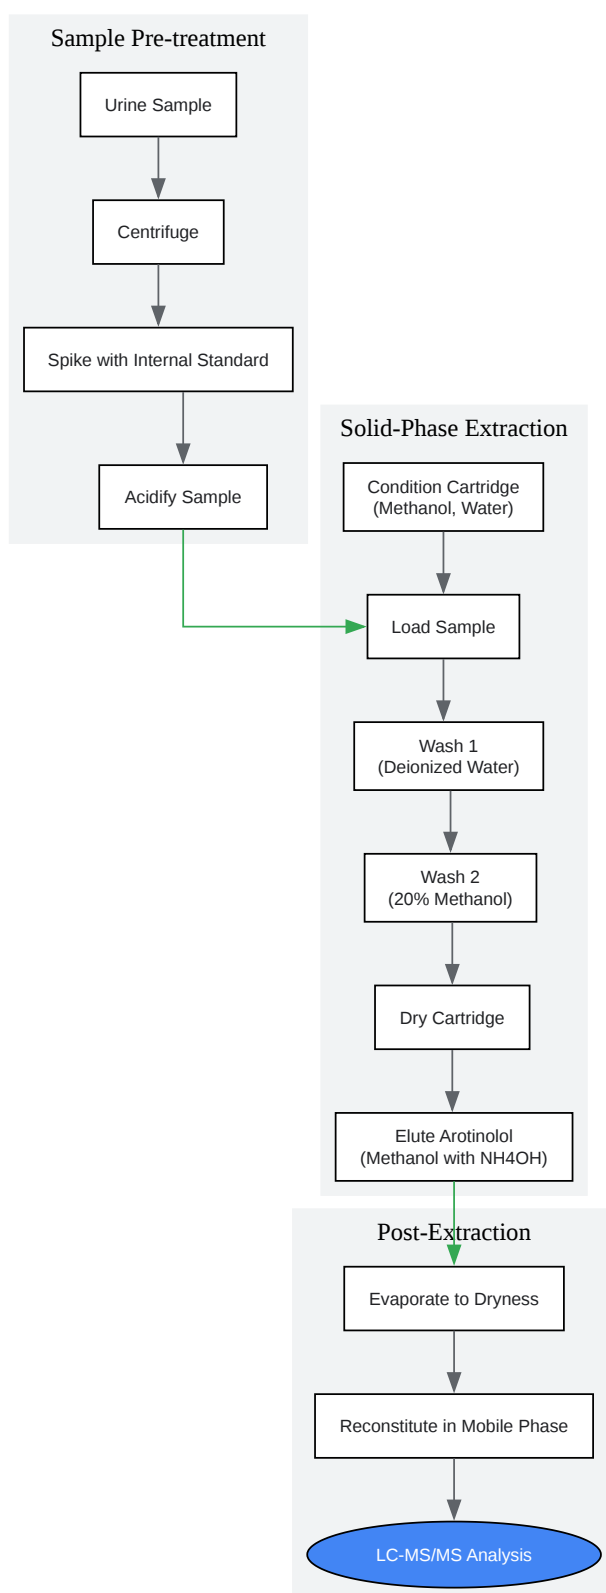 Sample Pre-treatment
Urine Sample
Centrifuge
Spike with Internal Standard
Acidify Sample
Solid-Phase Extraction
Condition Cartridge
(Methanol, Water)
Load Sample
Wash 1
(Deionized Water)
Wash 2
(20% Methanol)
Dry Cartridge
Elute Arotinolol
(Methanol with NH4OH)
Post-Extraction
Evaporate to Dryness
Reconstitute in Mobile Phase
LC-MS/MS Analysis